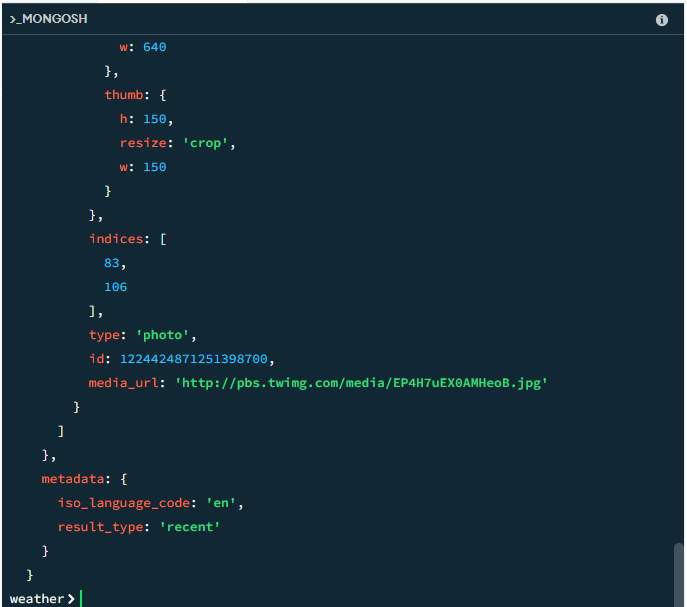 >_MONGOSH
w: 640
},
thumb: {
h: 150,
resize: 'crop',
w: 150
}
},
indices: [
83,
106
],
type: 'photo',
id: 1224424871251398700,
media_url: 'http://pbs.twimg.com/media/EP4H7uEX0AMHeoB.jpg'
}
]
},
metadata: {
iso_language_code: 'en',
result_type: 'recent'
}
}
weather>